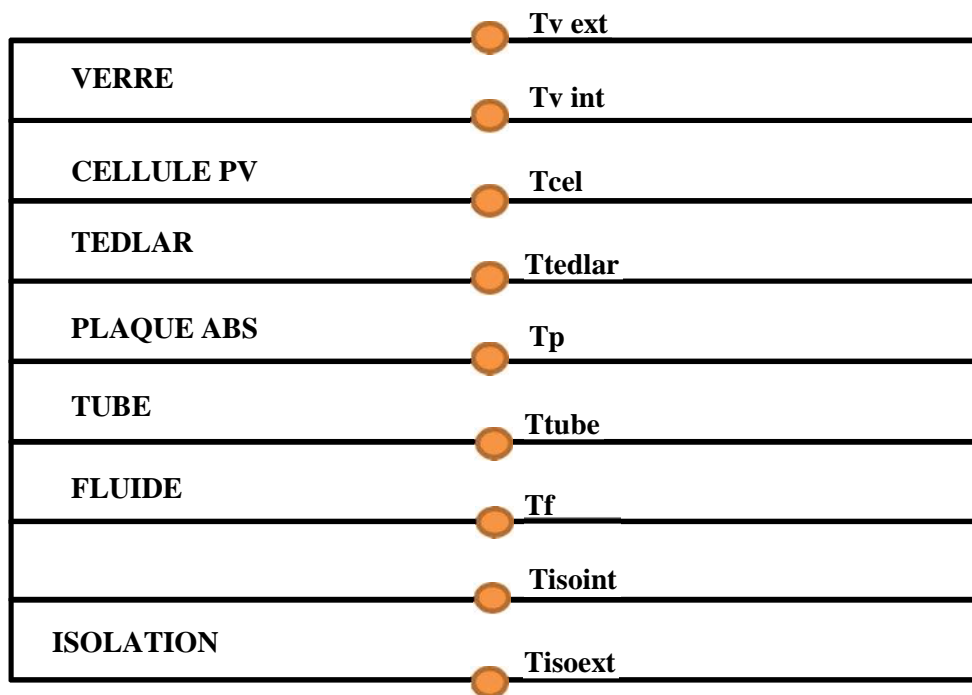 Tv ext
VERRE
Tv int
CELLULE PV
Tcel
TEDLAR
Ttedlar
PLAQUE ABS
Tp
TUBE
Ttube
FLUIDE
Tf
Tisoint
ISOLATION
Tisoext